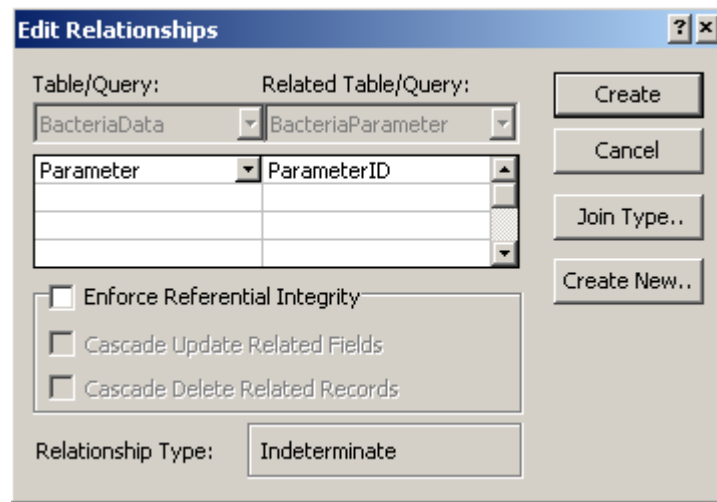 Edit Relationships
Table/Query: Related Table/Query:
BacteriaData BacteriaParameter
Parameter ParameterID
Enforce Referential Integrity
Cascade Update Related Fields
Cascade Delete Related Records
Relationship Type: Indeterminate
Create
Cancel
Join Type..
Create New..